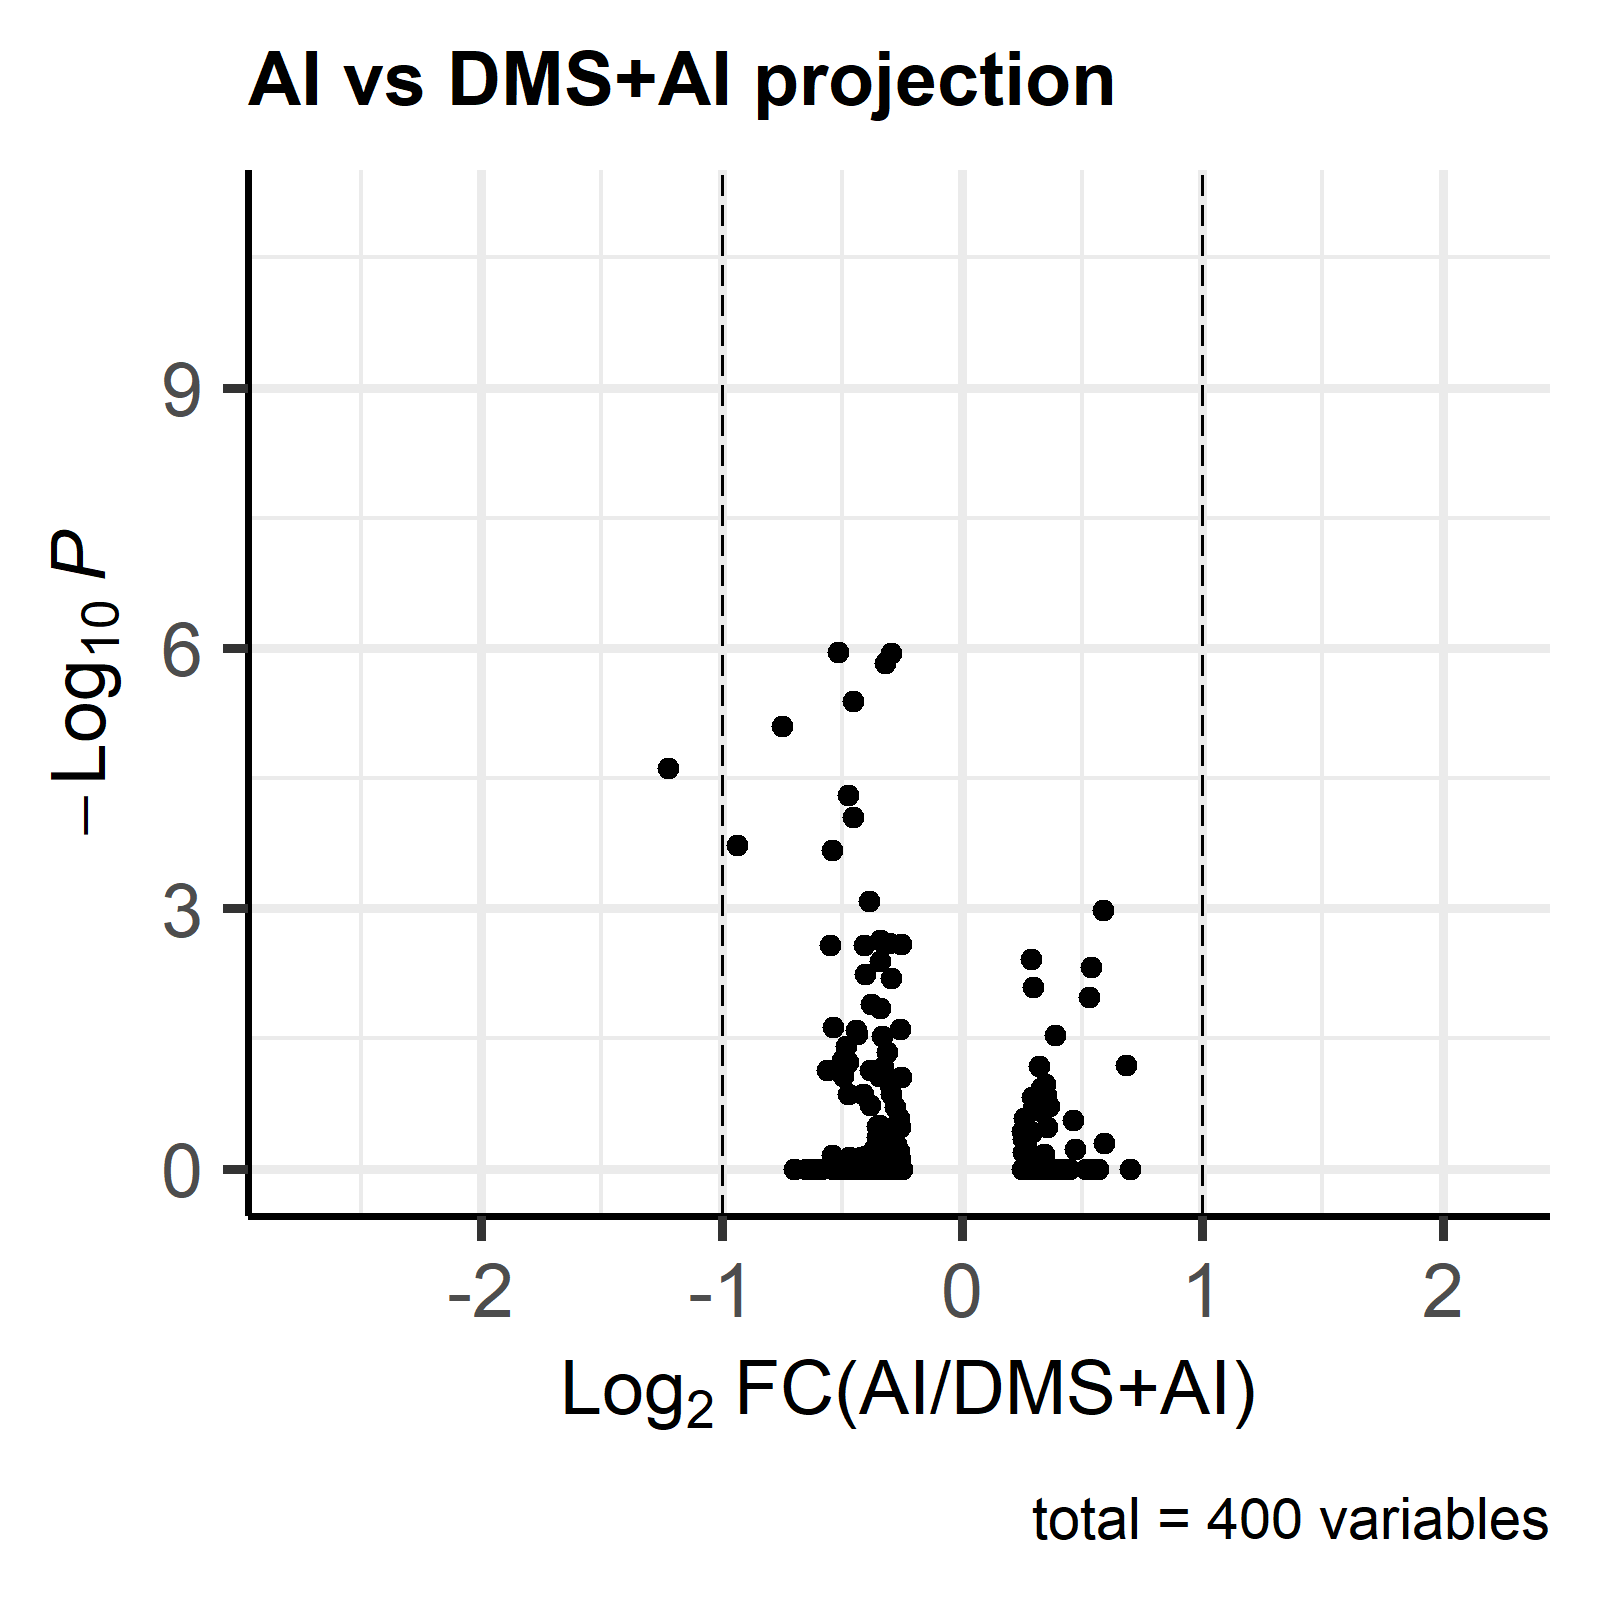 AI vs DMS+AI projection
−Log₁₀ P
9
6
3
0
-2 -1 0 1 2
Log₂ FC(AI/DMS+AI)
total = 400 variables